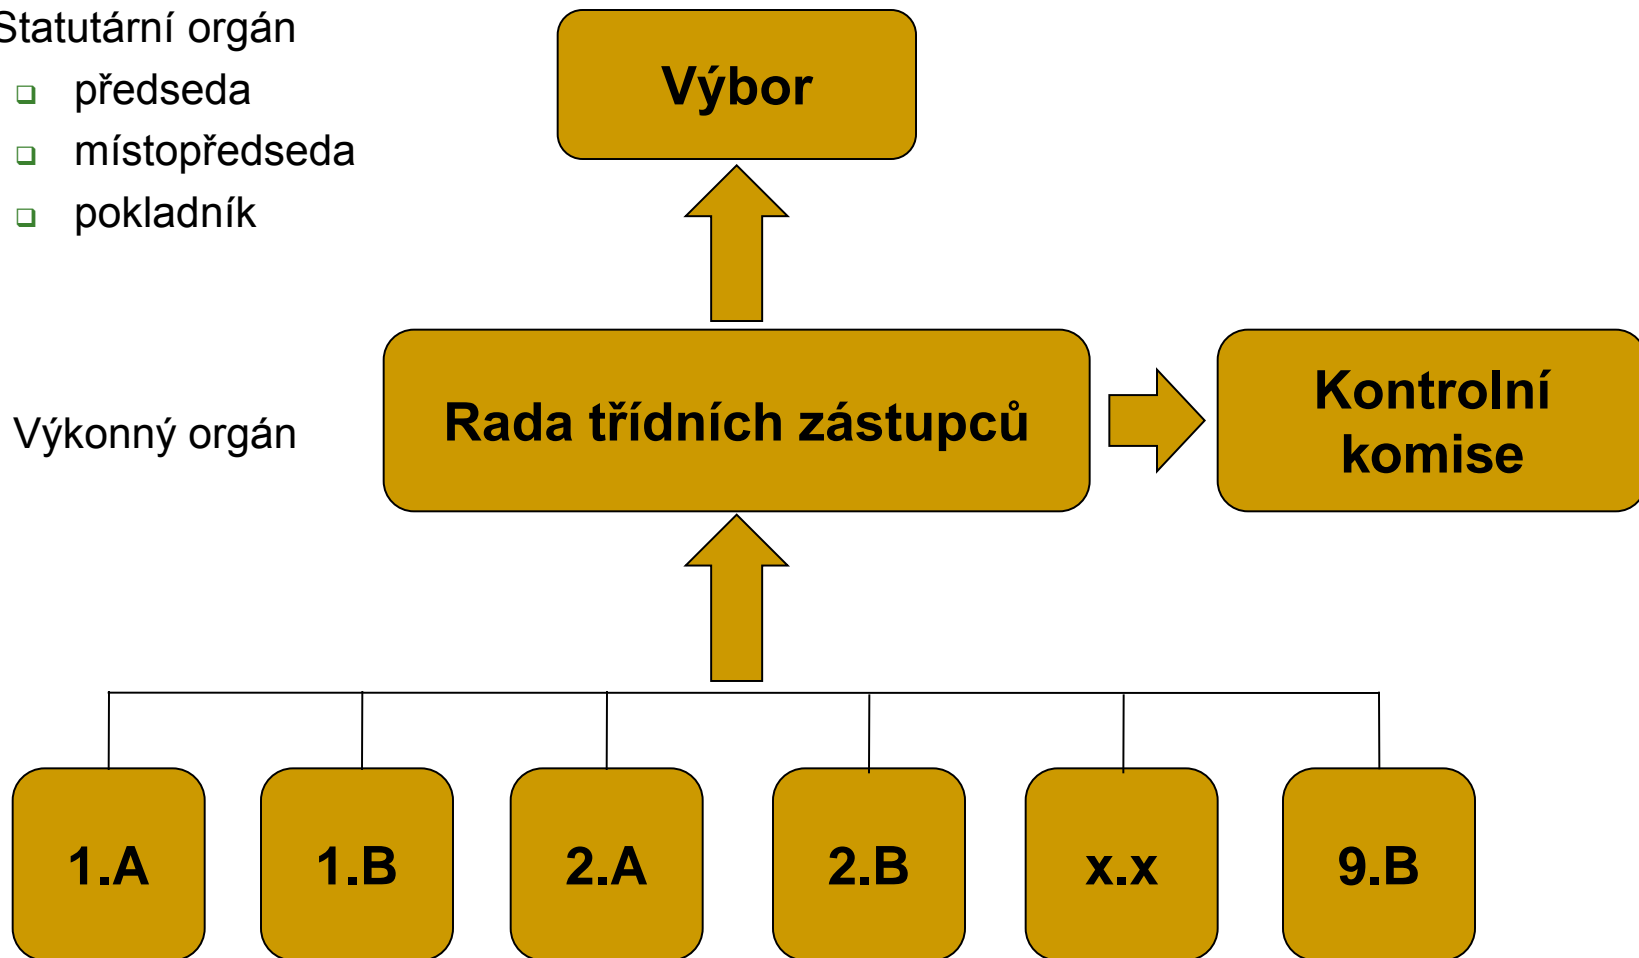 Statutární orgán
předseda
místopředseda
pokladník
Výbor
Výkonný orgán
Rada třídních zástupců
Kontrolní
komise
1.A
1.B
2.A
2.B
x.x
9.B